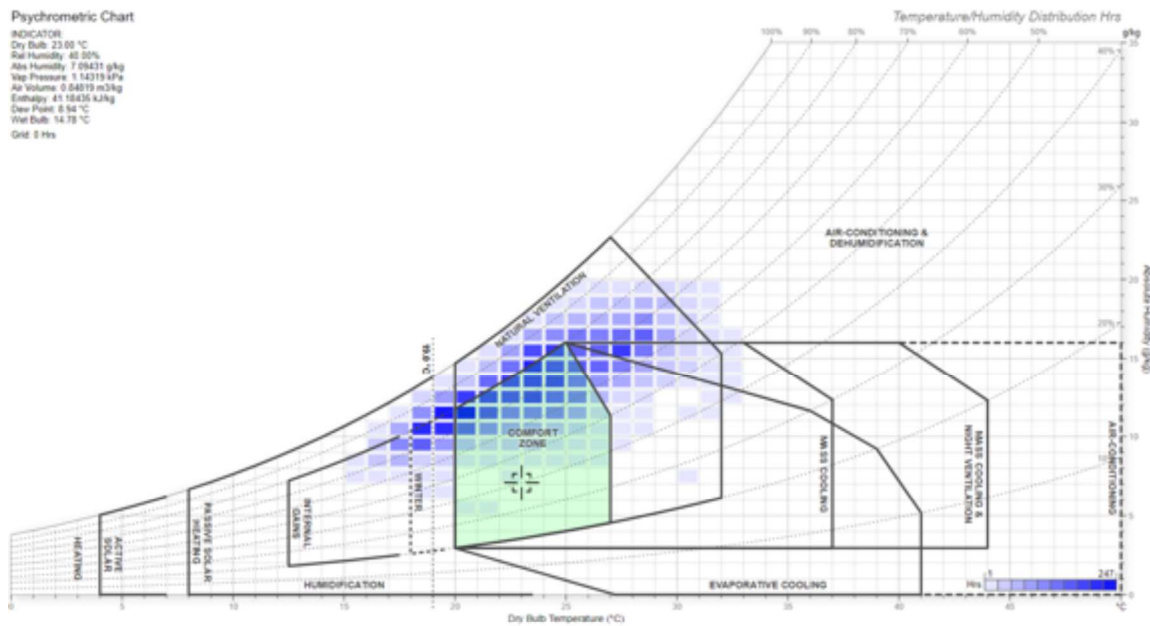 Psychrometric Chart
INDICATOR:
Dry Bulb: 23.00 °C
Rel Humidity: 40.00%
Abs Humidity: 7.09431 g/kg
Vap Pressure: 1.14319 kPa
Air Volume: 0.84819 m3/kg
Enthalpy: 41.18435 kJ/kg
Dew Point: 8.94 °C
Wet Bulb: 14.78 °C
Grid: 0 Hrs
Temperature/Humidity Distribution Hrs
100% 90% 80% 70% 60% 50%
g/kg
35
40%
30
30%
25
AIR-CONDITIONING &
DEHUMIDIFICATION
20
20%
15
10
10%
5
Absolute Humidity (g/kg)
NATURAL VENTILATION
19.0 °C
COMFORT
ZONE
WINTER
INTERNAL
GAINS
PASSIVE SOLAR
HEATING
ACTIVE
SOLAR
HEATING
MASS COOLING
MASS COOLING &
NIGHT VENTILATION
AIR-CONDITIONING
HUMIDIFICATION
EVAPORATIVE COOLING
Hrs 1 247
0 5 10 15 20 25 30 35 40 45 °C
Dry Bulb Temperature (°C)